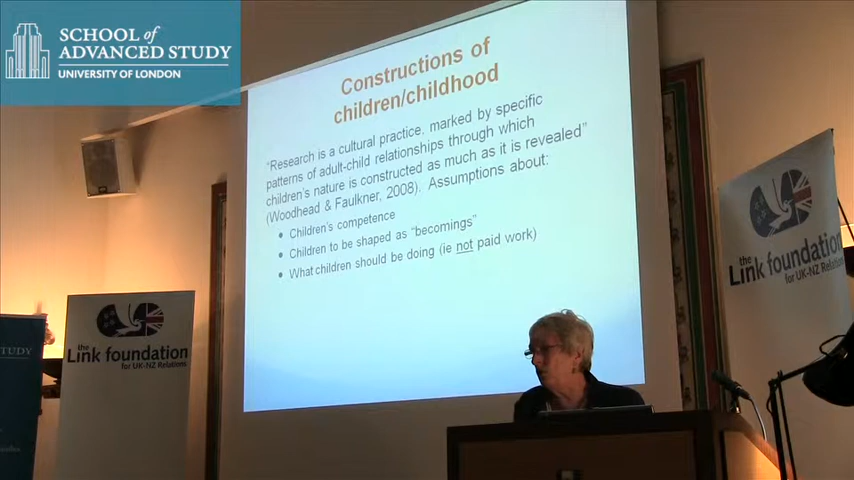 SCHOOL of
ADVANCED STUDY
UNIVERSITY OF LONDON
Constructions of
children/childhood
"Research is a cultural practice, marked by specific
patterns of adult-child relationships through which
children's nature is constructed as much as it is revealed"
(Woodhead & Faulkner, 2008). Assumptions about:
• Children's competence
• Children to be shaped as "becomings"
• What children should be doing (ie not paid work)
the
Link foundation
for UK-NZ Relations
the
Link foundation
for UK-NZ Relations
STUDY